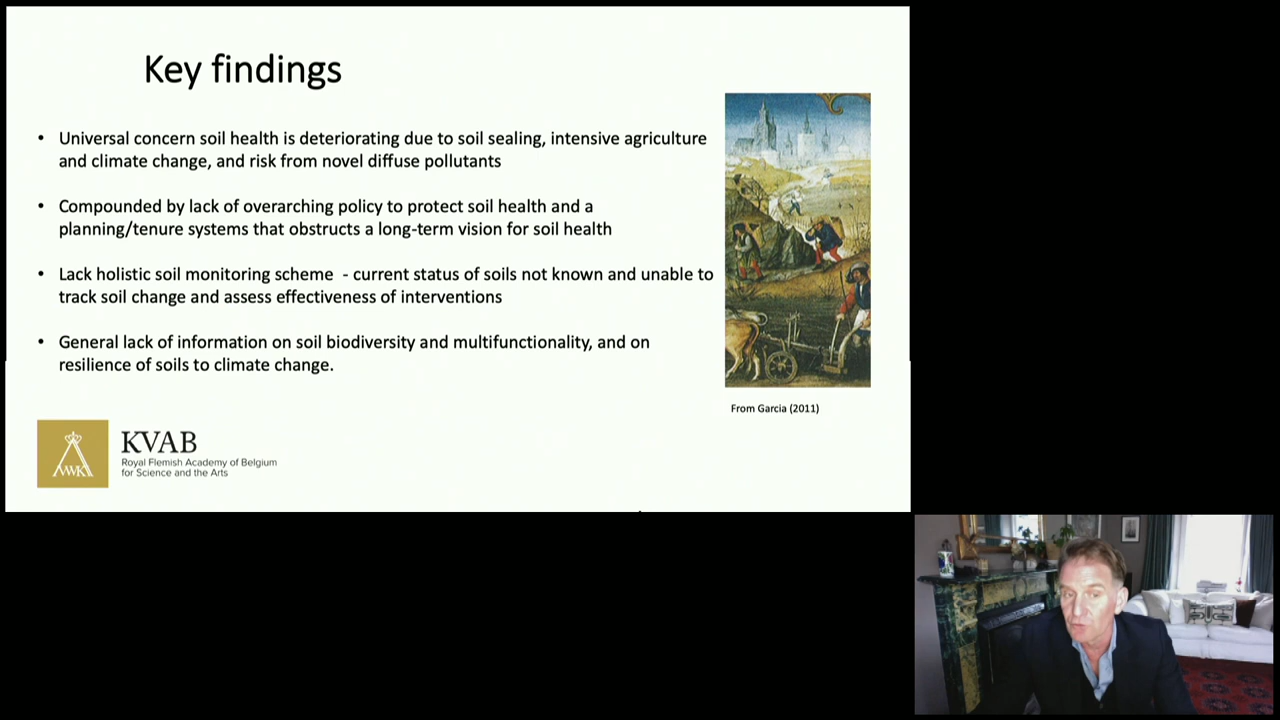 Key findings
• Universal concern soil health is deteriorating due to soil sealing, intensive agriculture
and climate change, and risk from novel diffuse pollutants
• Compounded by lack of overarching policy to protect soil health and a
planning/tenure systems that obstructs a long-term vision for soil health
• Lack holistic soil monitoring scheme - current status of soils not known and unable to
track soil change and assess effectiveness of interventions
• General lack of information on soil biodiversity and multifunctionality, and on
resilience of soils to climate change.
From Garcia (2011)
KVAB
Royal Flemish Academy of Belgium
for Science and the Arts